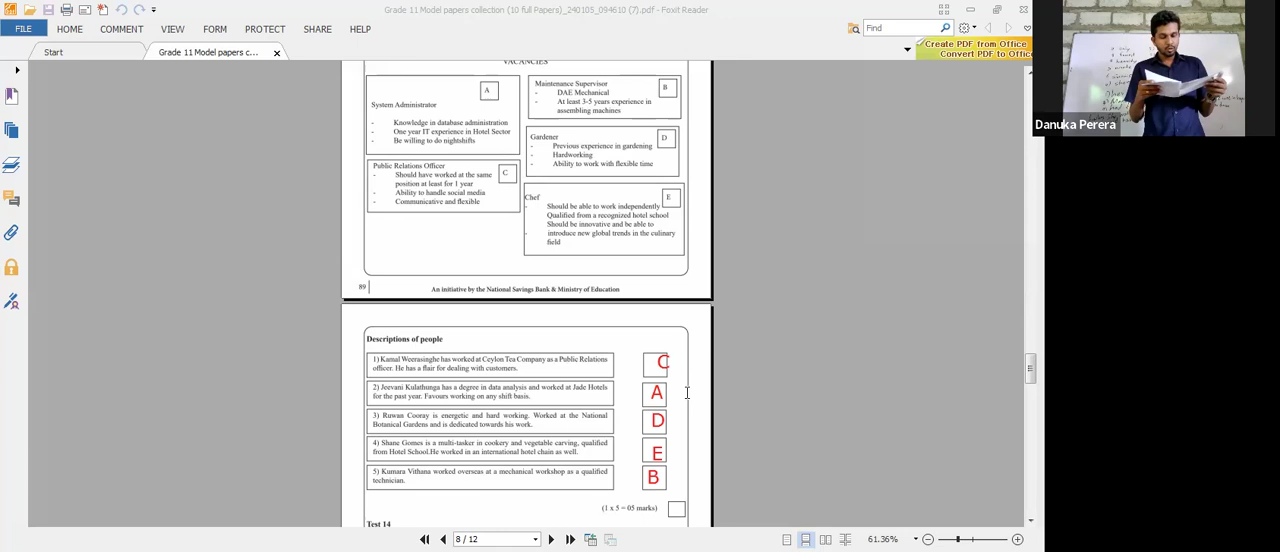 Grade 11 Model papers collection (10 full Papers)_240105_094610 (7).pdf - Foxit Reader
FILE HOME COMMENT VIEW FORM PROTECT SHARE HELP
Find
Start
Grade 11 Model papers c...
Create PDF from Office
Convert PDF to Offic
VACANCIES
A
System Administrator
- Knowledge in database administration
- One year IT experience in Hotel Sector
- Be willing to do nightshifts
Maintenance Supervisor
B
- DAE Mechanical
- At least 3-5 years experience in
assembling machines
Gardener
D
- Previous experience in gardening
- Hardworking
- Ability to work with flexible time
Public Relations Officer
C
- Should have worked at the same
position at least for 1 year
- Ability to handle social media
- Communicative and flexible
Chef
E
- Should be able to work independently
Qualified from a recognized hotel school
Should be innovative and be able to
- introduce new global trends in the culinary
field
89
An initiative by the National Savings Bank & Ministry of Education
Descriptions of people
1) Kamal Weerasinghe has worked at Ceylon Tea Company as a Public Relations
officer. He has a flair for dealing with customers.
C
2) Jeevani Kulathunga has a degree in data analysis and worked at Jade Hotels
for the past year. Favours working on any shift basis.
A
3) Ruwan Cooray is energetic and hard working. Worked at the National
Botanical Gardens and is dedicated towards his work.
D
4) Shane Gomes is a multi-tasker in cookery and vegetable carving, qualified
from Hotel School.He worked in an international hotel chain as well.
E
5) Kumara Vithana worked overseas at a mechanical workshop as a qualified
technician.
B
(1 x 5 = 05 marks)
Test 14
8 / 12
61.36%
Danuka Perera